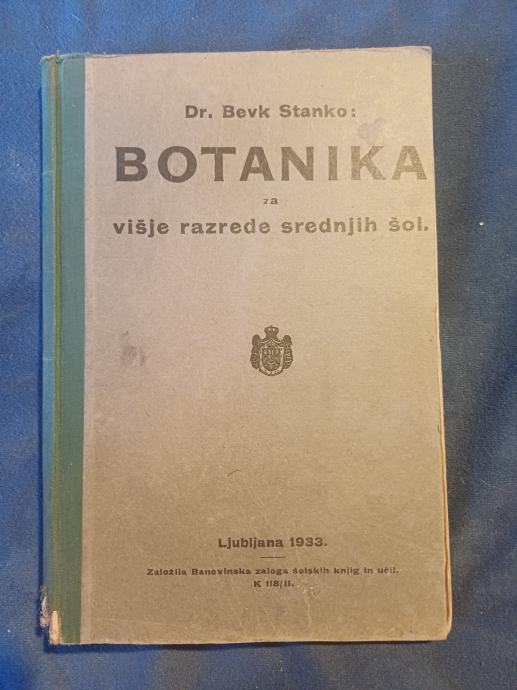 Dr. Bevk Stanko:
BOTANIKA
za
višje razrede srednjih šol.
Ljubljana 1933.
Založila Banovinska zaloga šolskih knjig in učil.
K 118/II.